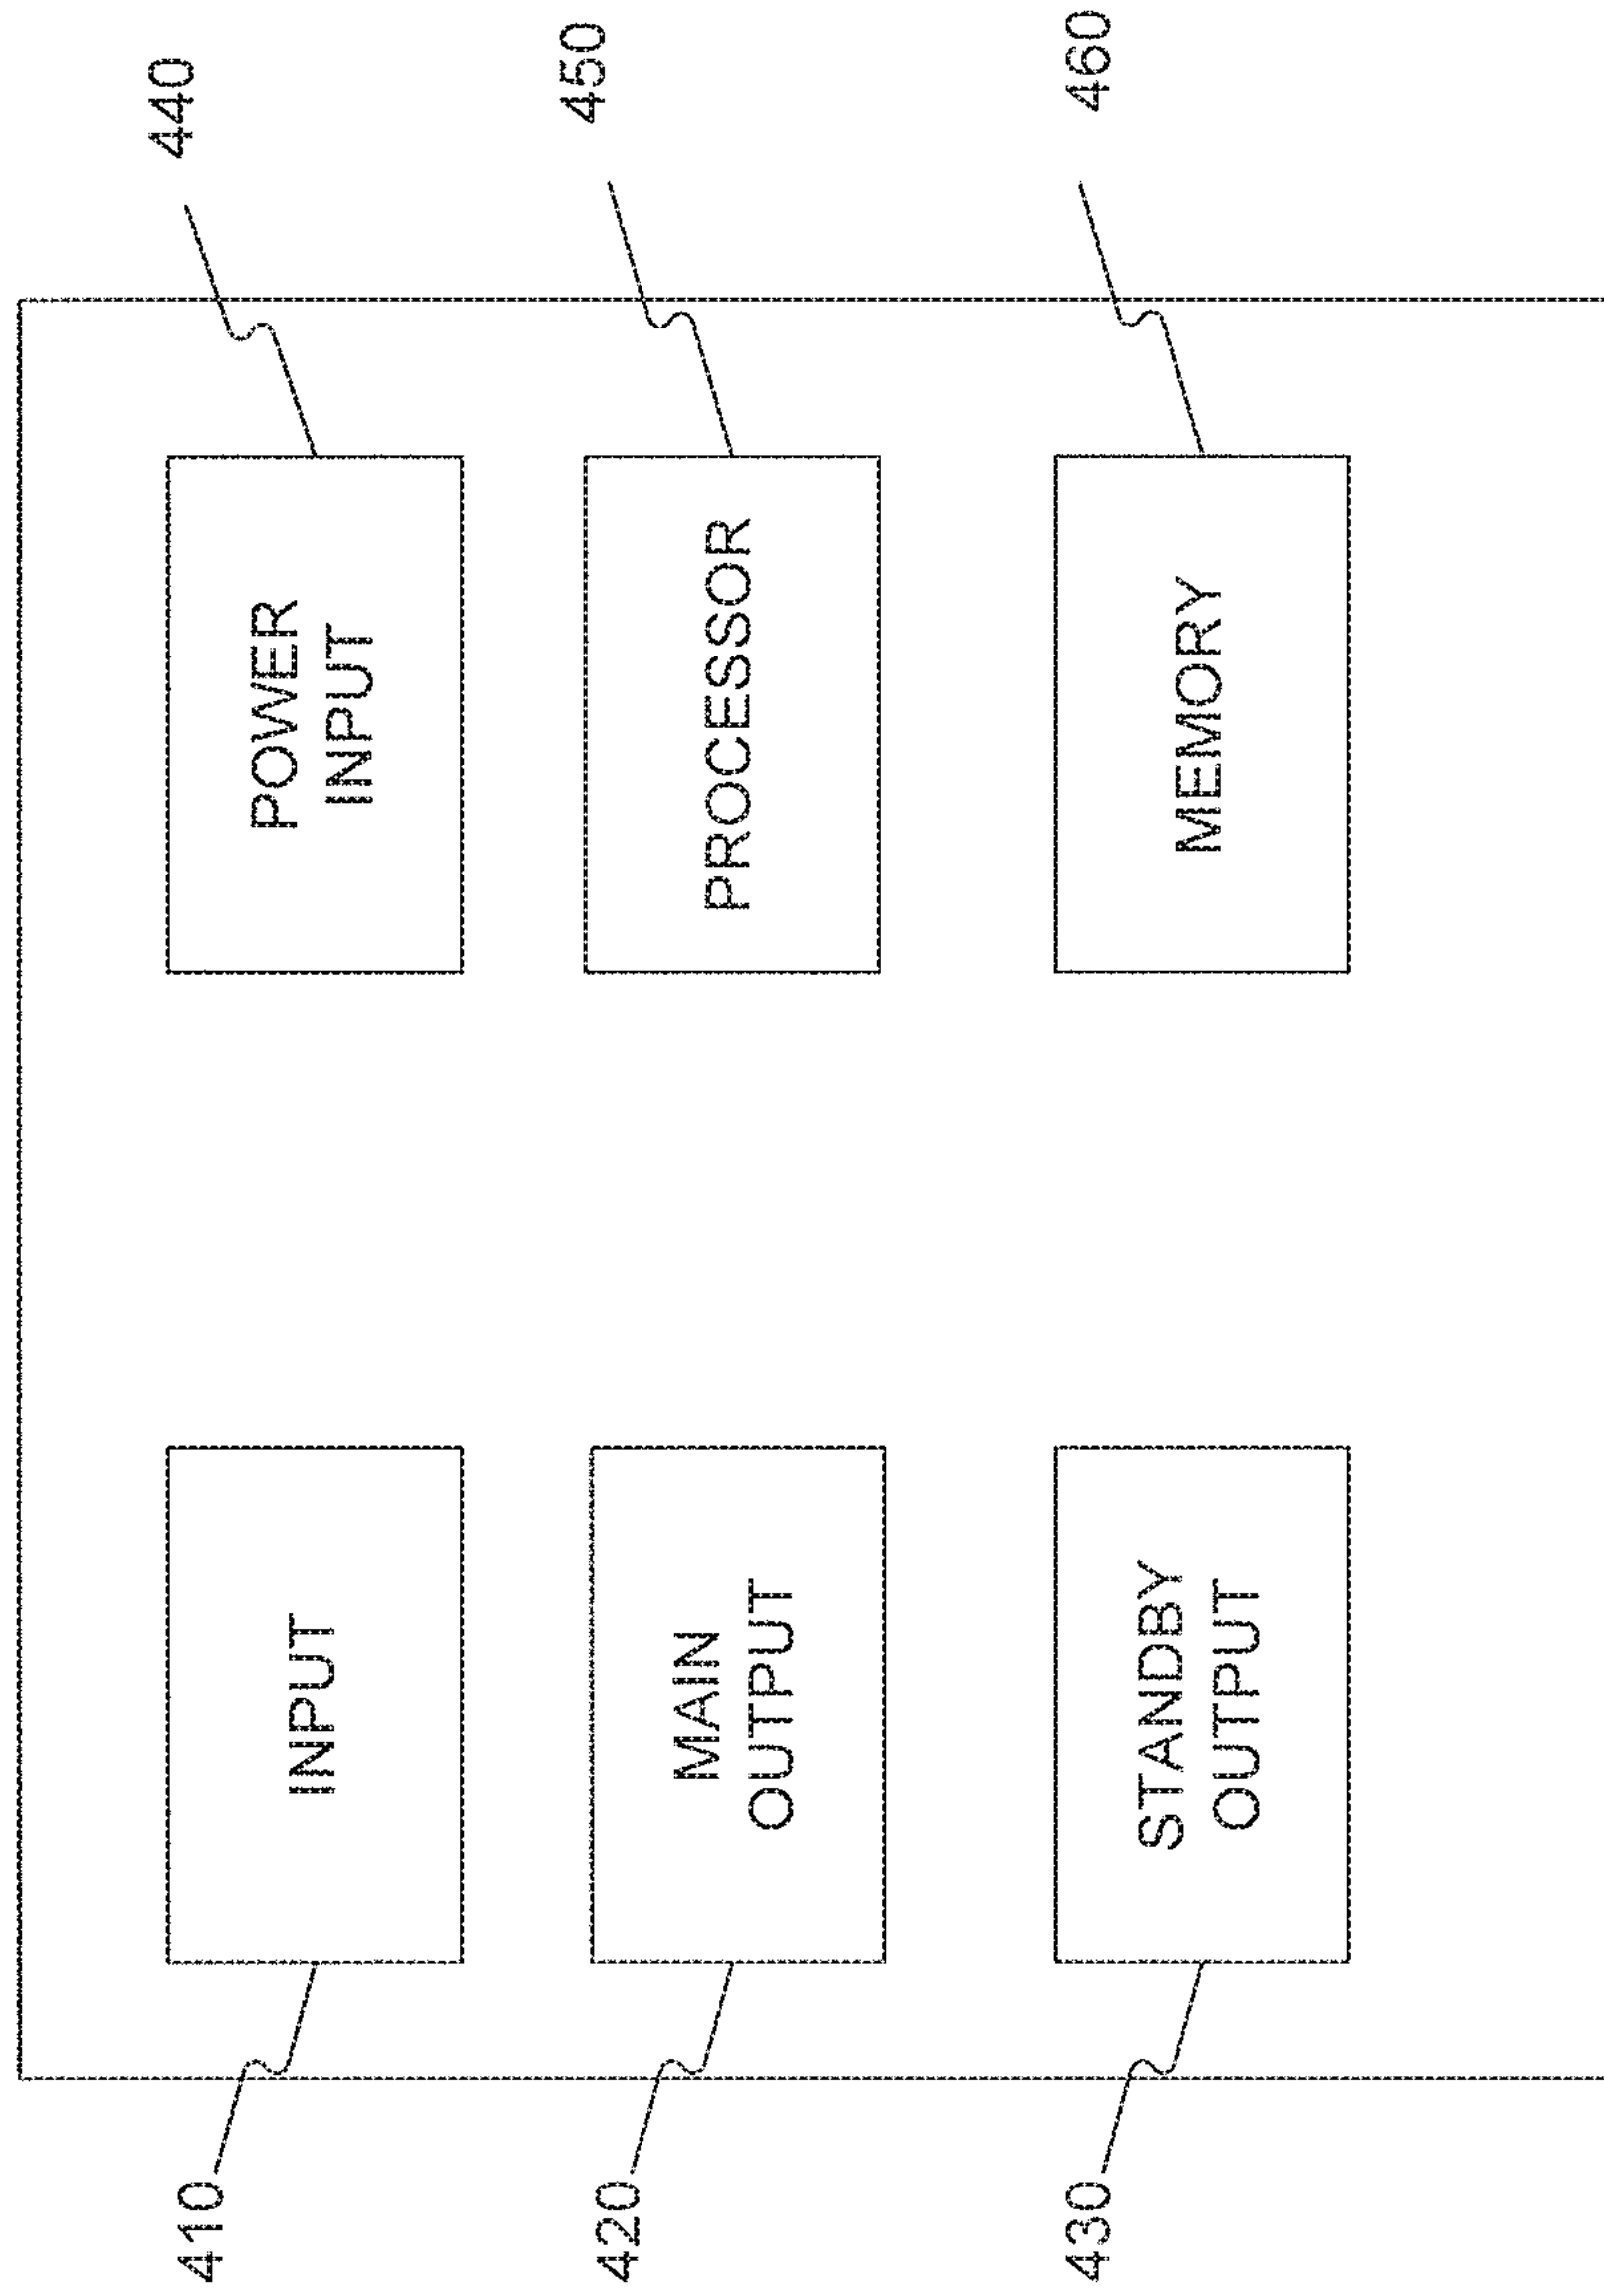 410
INPUT
440
POWER
INPUT
420
MAIN
OUTPUT
450
PROCESSOR
430
STANDBY
OUTPUT
460
MEMORY